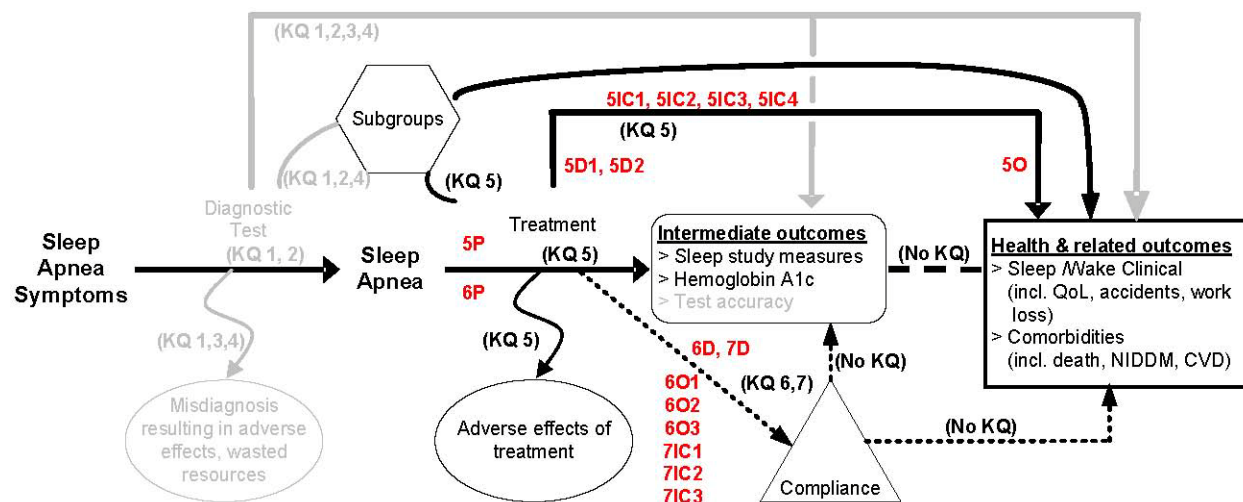 (KQ 1,2,3,4)
5IC1, 5IC2, 5IC3, 5IC4
(KQ 5)
Subgroups
5D1, 5D2
5O
(KQ 1,2,4)
(KQ 5)
Diagnostic
Test
(KQ 1, 2)
Treatment
(KQ 5)
5P
6P
Sleep
Apnea
Symptoms
Sleep
Apnea
Intermediate outcomes
> Sleep study measures
> Hemoglobin A1c
> Test accuracy
(No KQ)
Health & related outcomes
> Sleep /Wake Clinical
(incl. QoL, accidents, work
loss)
> Comorbidities
(incl. death, NIDDM, CVD)
(KQ 1,3,4)
(KQ 5)
6D, 7D
(KQ 6,7)
(No KQ)
6O1
6O2
6O3
7IC1
7IC2
7IC3
(No KQ)
Misdiagnosis
resulting in adverse
effects, wasted
resources
Adverse effects of
treatment
Compliance